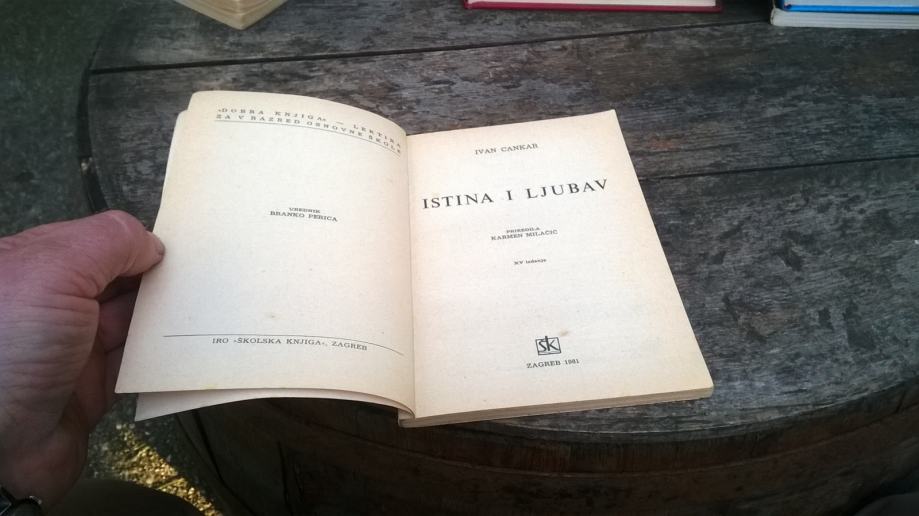 »DOBRA KNJIGA« — LEKTIRA
ZA V RAZRED OSNOVNE ŠKOLE
UREDNIK
BRANKO PERICA
IRO »ŠKOLSKA KNJIGA«, ZAGREB
IVAN CANKAR
ISTINA I LJUBAV
PRIREDILA
KARMEN MILAČIĆ
XV izdanje
ŠK
ZAGREB 1981